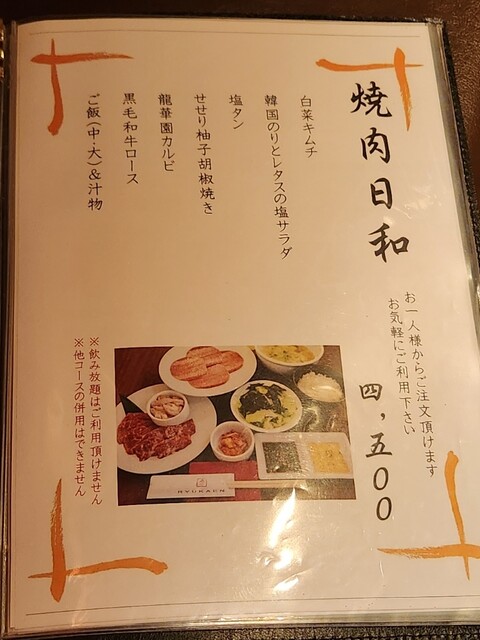 焼肉日和
お一人様からご注文頂けます
お気軽にご利用下さい
四,五00
白菜キムチ
韓国のりとレタスの塩サラダ
塩タン
せせり柚子胡椒焼き
龍華園カルビ
黒毛和牛ロース
ご飯(中・大)&汁物
※飲み放題はご利用頂けません
※他コースの併用はできません
RYUKAEN